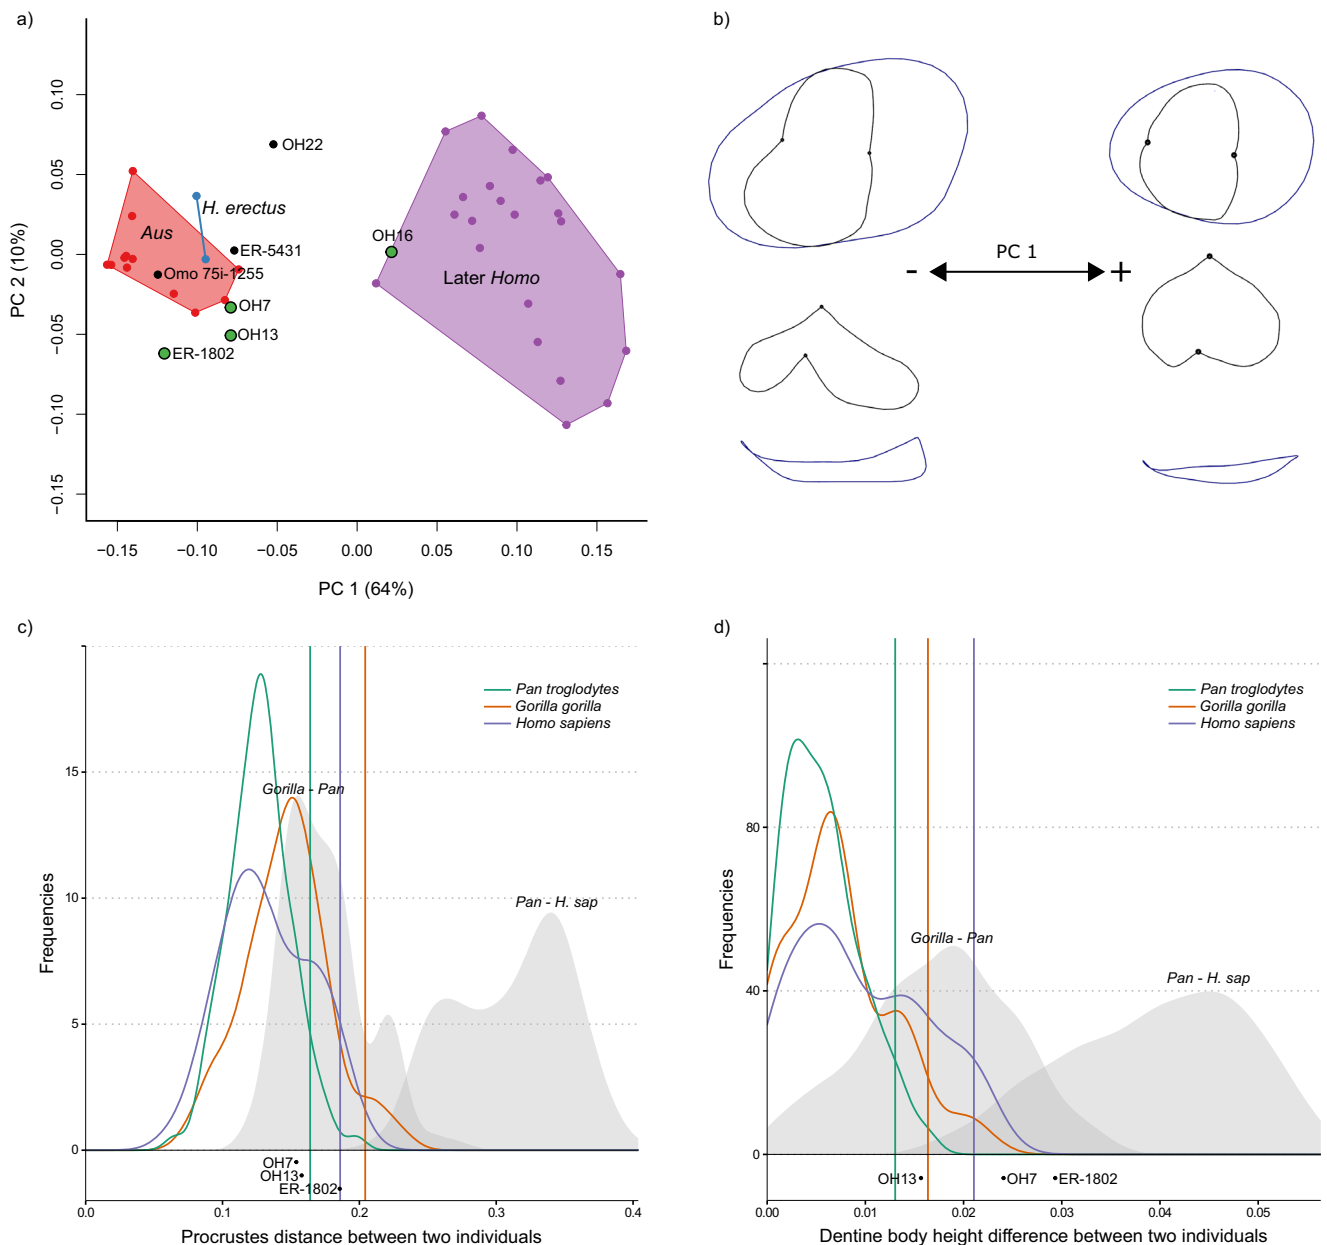 a)
PC 2 (10%)
0.10
0.05
0.00
−0.05
−0.10
−0.15
OH22
H. erectus
Aus
ER-5431
Omo 75i-1255
OH7
OH13
ER-1802
OH16
Later Homo
−0.15 −0.10 −0.05 0.00 0.05 0.10 0.15
PC 1 (64%)
b)
PC 1
- +
c)
Pan troglodytes
Gorilla gorilla
Homo sapiens
Gorilla - Pan
Pan - H. sap
Frequencies
15
10
5
0
OH7
OH13
ER-1802
0.0 0.1 0.2 0.3 0.4
Procrustes distance between two individuals
d)
Pan troglodytes
Gorilla gorilla
Homo sapiens
Gorilla - Pan
Pan - H. sap
Frequencies
80
40
0
OH13 OH7 ER-1802
0.00 0.01 0.02 0.03 0.04 0.05
Dentine body height difference between two individuals